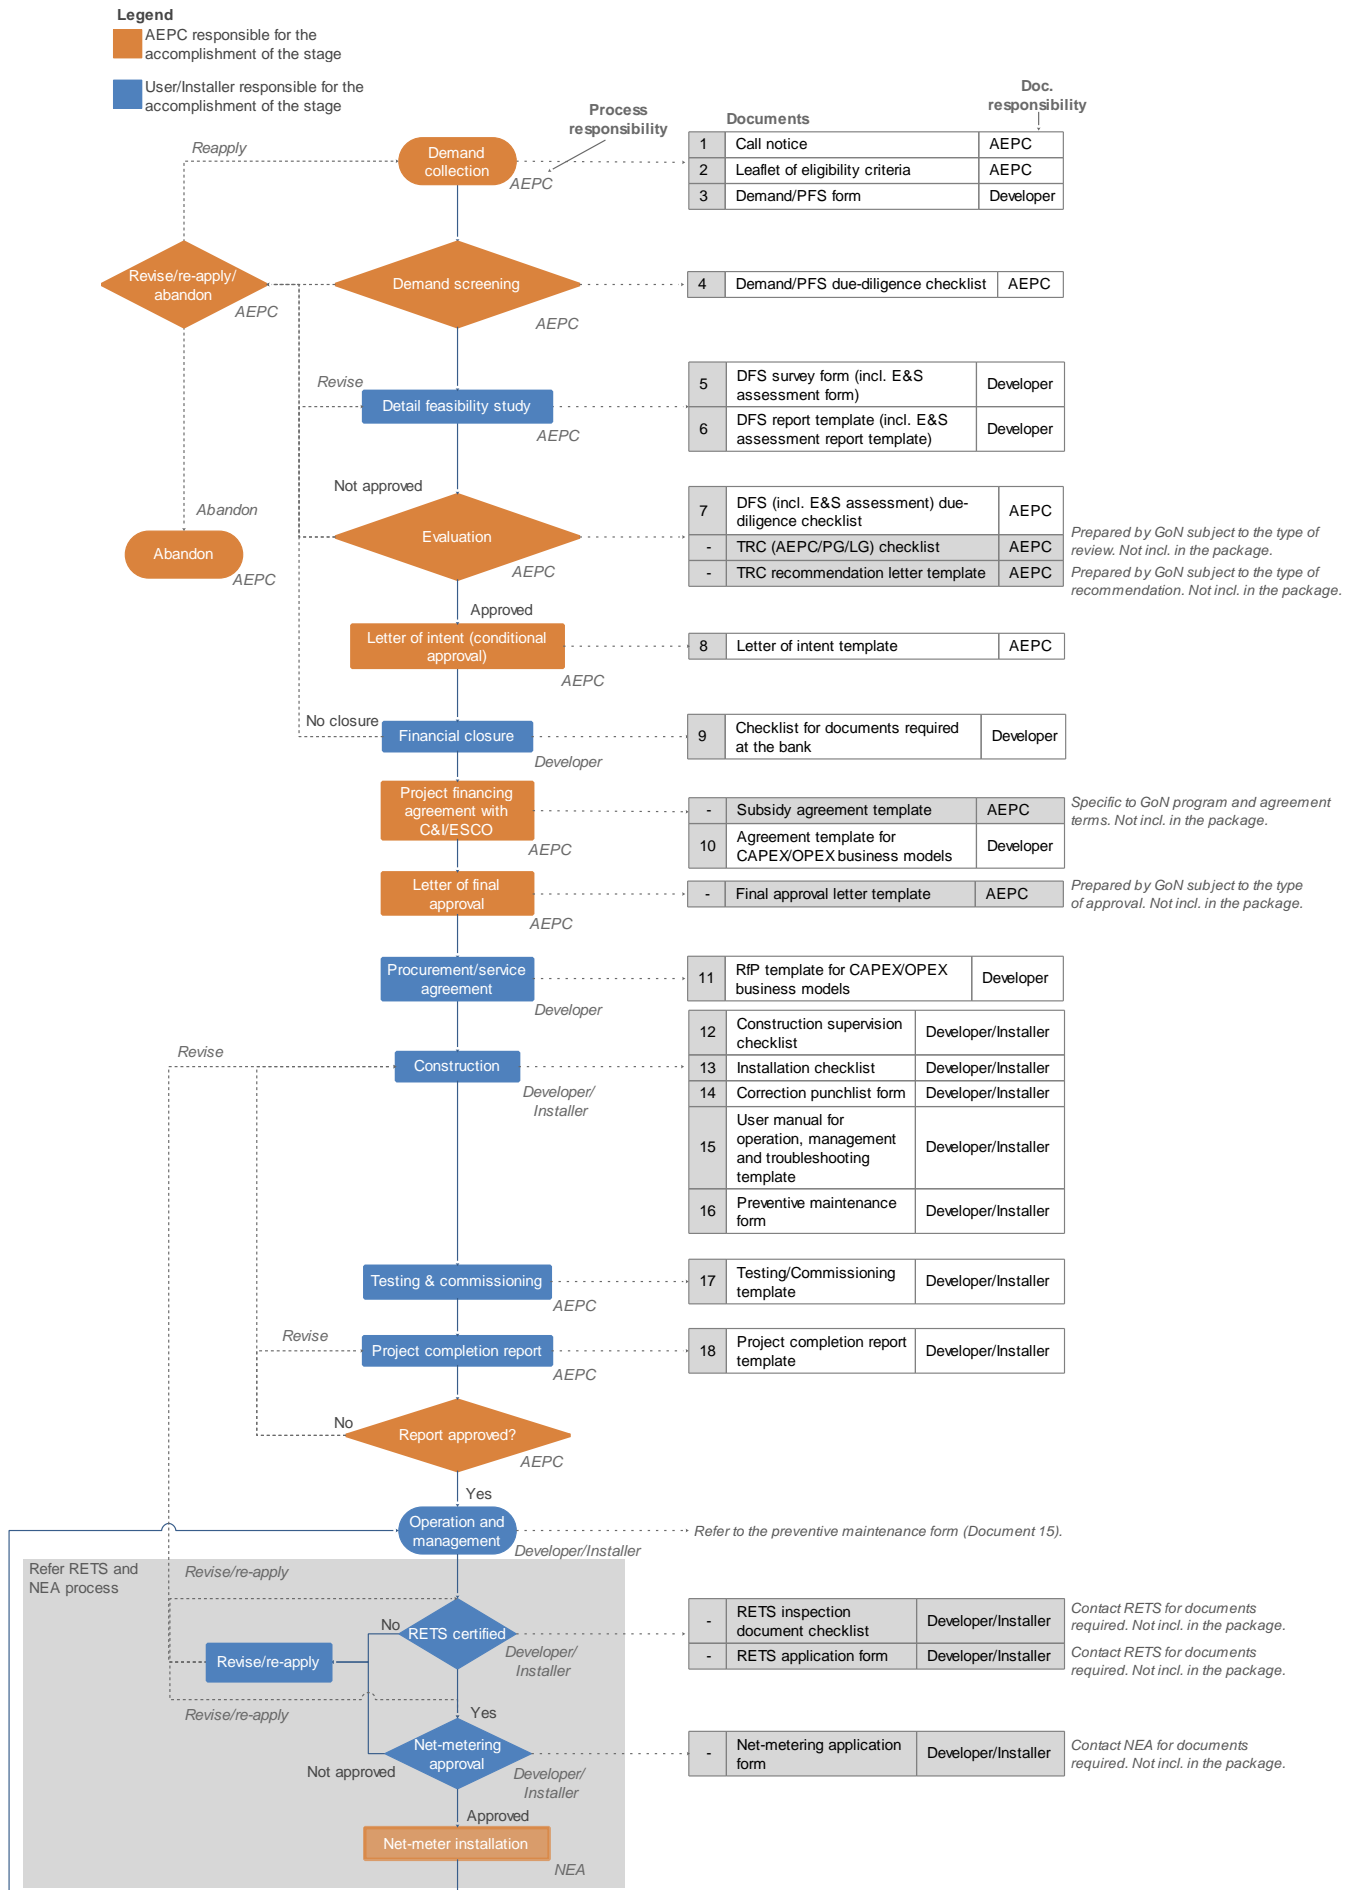 Legend
AEPC responsible for the
accomplishment of the stage
User/Installer responsible for the
accomplishment of the stage
Process
responsibility
Documents
Doc.
responsibility
Reapply
Demand
collection
AEPC
1 Call notice AEPC
2 Leaflet of eligibility criteria AEPC
3 Demand/PFS form Developer
Revise/re-apply/
abandon
AEPC
Demand screening
AEPC
4 Demand/PFS due-diligence checklist AEPC
Revise
Detail feasibility study
AEPC
5 DFS survey form (incl. E&S
assessment form) Developer
6 DFS report template (incl. E&S
assessment report template) Developer
Not approved
Evaluation
AEPC
7 DFS (incl. E&S assessment) due-
diligence checklist AEPC
- TRC (AEPC/PG/LG) checklist AEPC
Prepared by GoN subject to the type of
review. Not incl. in the package.
- TRC recommendation letter template AEPC
Prepared by GoN subject to the type of
recommendation. Not incl. in the package.
Abandon
Abandon
AEPC
Approved
Letter of intent (conditional
approval)
AEPC
8 Letter of intent template AEPC
No closure
Financial closure
Developer
9 Checklist for documents required
at the bank Developer
Project financing
agreement with
C&I/ESCO
AEPC
- Subsidy agreement template AEPC
Specific to GoN program and agreement
terms. Not incl. in the package.
10 Agreement template for
CAPEX/OPEX business models Developer
Letter of final
approval
AEPC
- Final approval letter template AEPC
Prepared by GoN subject to the type
of approval. Not incl. in the package.
Procurement/service
agreement
Developer
11 RfP template for CAPEX/OPEX
business models Developer
Revise
Construction
Developer/
Installer
12 Construction supervision
checklist Developer/Installer
13 Installation checklist Developer/Installer
14 Correction punchlist form Developer/Installer
15 User manual for
operation, management
and troubleshooting
template Developer/Installer
16 Preventive maintenance
form Developer/Installer
Testing & commissioning
AEPC
17 Testing/Commissioning
template Developer/Installer
Revise
Project completion report
AEPC
18 Project completion report
template Developer/Installer
No
Report approved?
AEPC
Yes
Operation and
management
Developer/Installer
Refer to the preventive maintenance form (Document 15).
Refer RETS and
NEA process
Revise/re-apply
No
RETS certified
Developer/
Installer
- RETS inspection
document checklist Developer/Installer
Contact RETS for documents
required. Not incl. in the package.
- RETS application form Developer/Installer
Contact RETS for documents
required. Not incl. in the package.
Revise/re-apply
Revise/re-apply
Yes
Net-metering
approval
Not approved
Developer/
Installer
- Net-metering application
form Developer/Installer
Contact NEA for documents
required. Not incl. in the package.
Approved
Net-meter installation
NEA